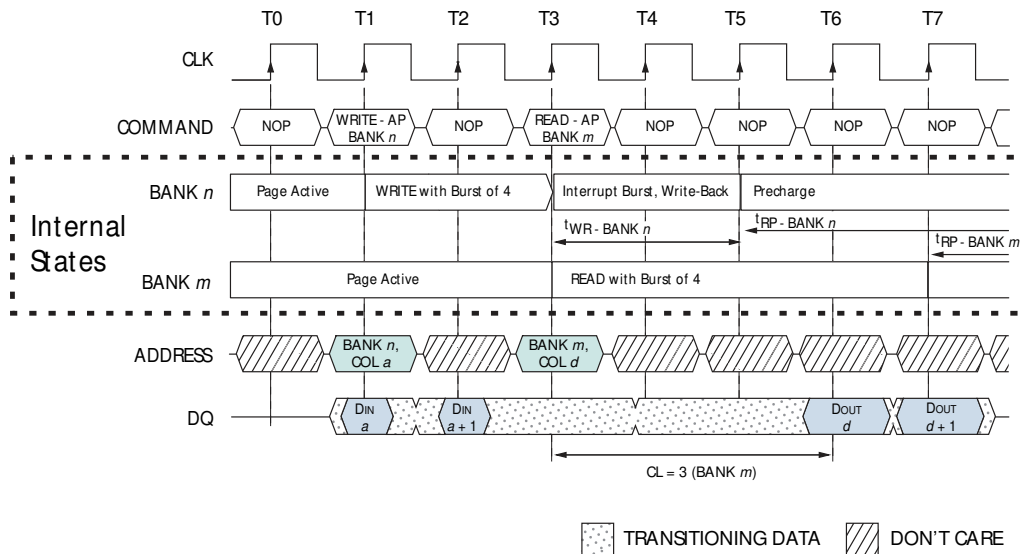 T0 T1 T2 T3 T4 T5 T6 T7
CLK
COMMAND NOP WRITE - AP BANK n NOP READ - AP BANK m NOP NOP NOP NOP
Internal States
BANK n Page Active WRITE with Burst of 4 Interrupt Burst, Write-Back Precharge
tWR - BANK n tRP - BANK n
tRP - BANK m
BANK m Page Active READ with Burst of 4
ADDRESS BANK n, COL a BANK m, COL d
DQ DIN a DIN a + 1 DOUT d DOUT d + 1
CL = 3 (BANK m)
TRANSITIONING DATA DON'T CARE